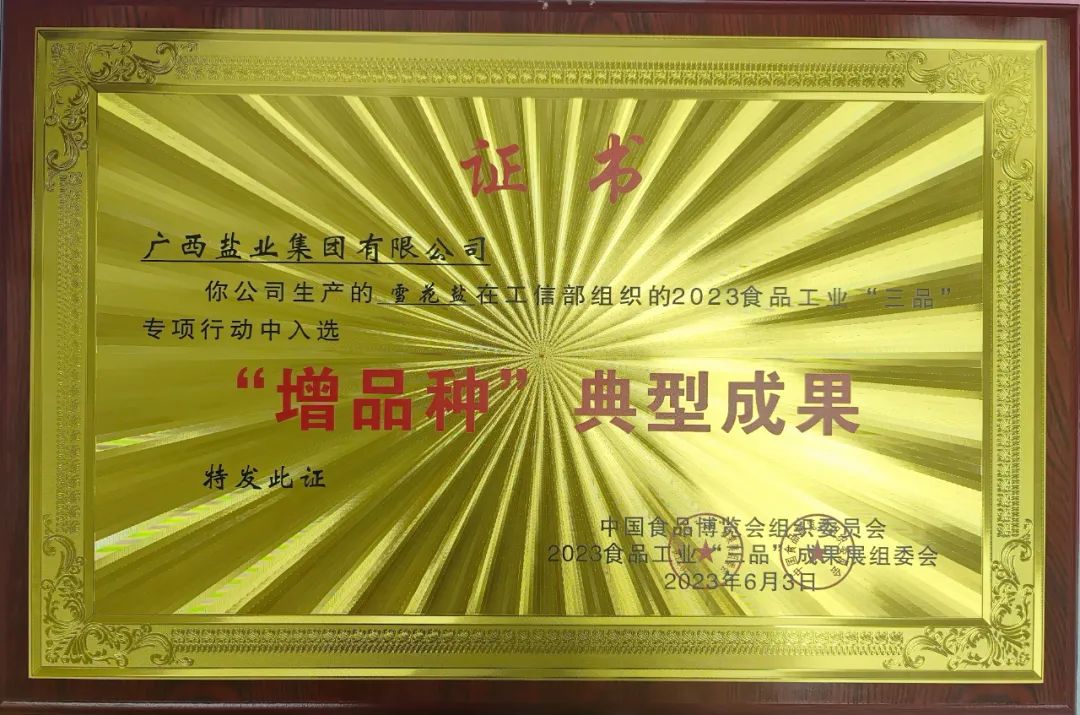 证 书
广西盐业集团有限公司
你公司生产的 雪花盐在工信部组织的2023食品工业“三品”
专项行动中入选
“增品种” 典型成果
特发此证
中国食品博览会组织委员会
2023食品工业“三品”成果展组委会
2023年6月3日